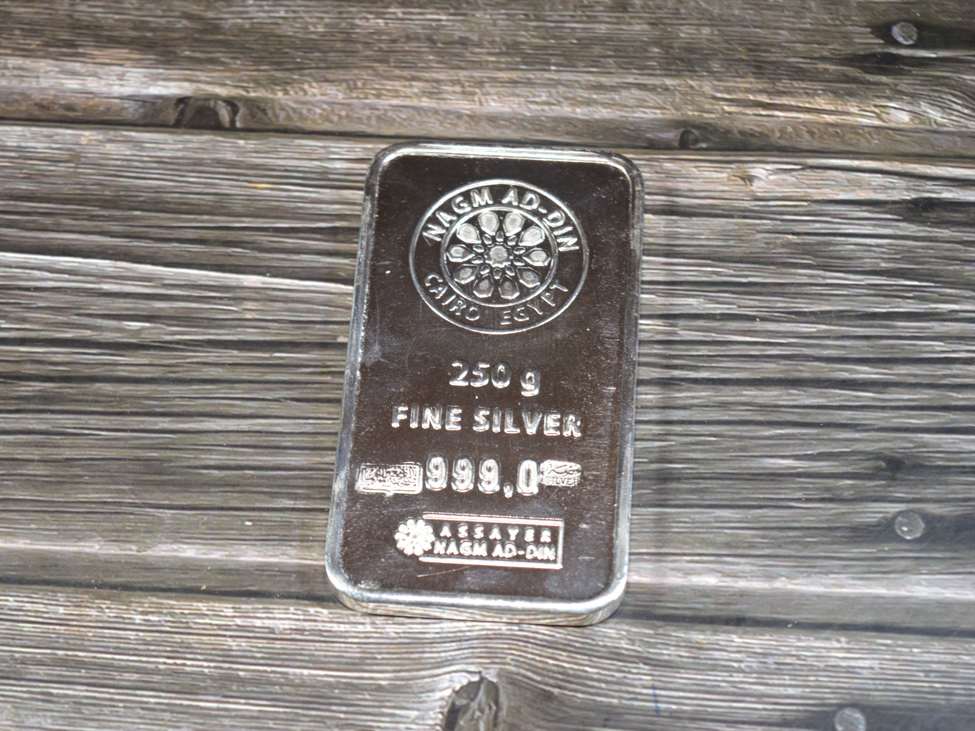 NAGM AD-DIN
CAIRO EGYPT
250 g
FINE SILVER
999,0
SILVER
ASSAYER
NAGM AD-DIN